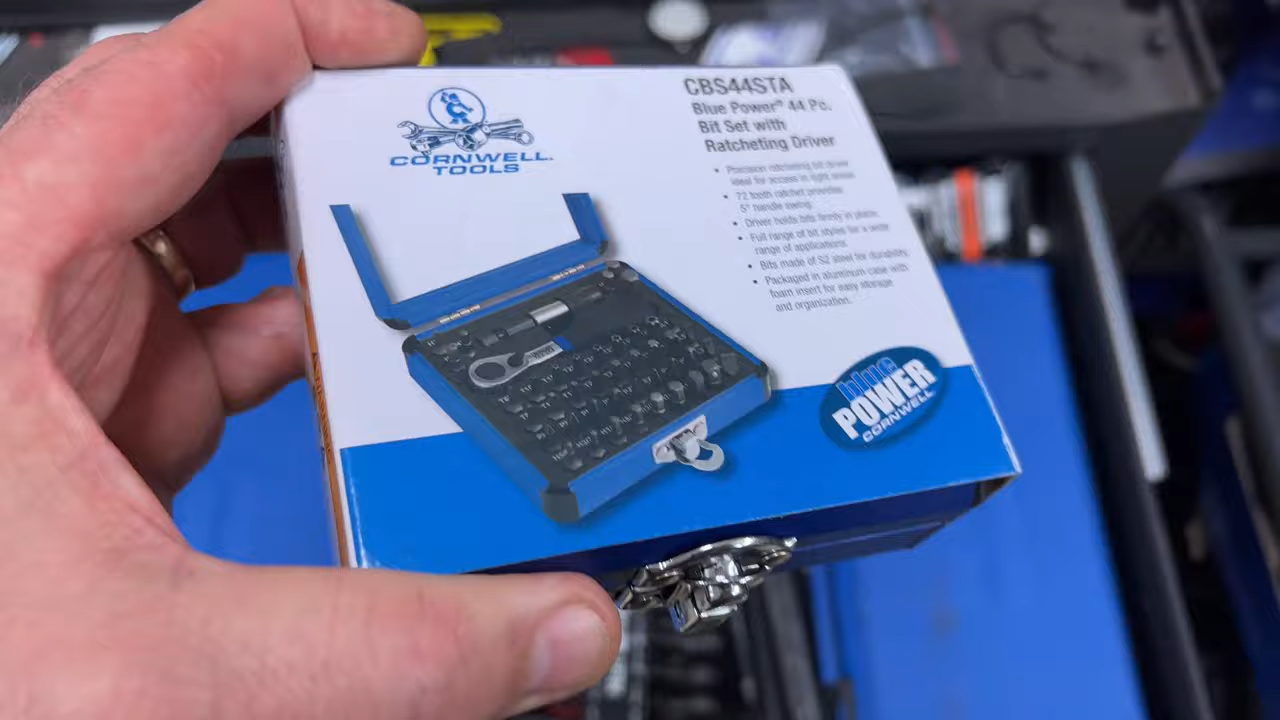 CORNWELL.
TOOLS
CBS44STA
Blue Power® 44 Pc.
Bit Set with
Ratcheting Driver
• Precision ratcheting bit driver
ideal for access in tight areas
• 72 tooth ratchet provides
5° handle swing.
• Driver holds bits firmly in place.
• Full range of bit styles for a wide
range of applications.
• Bits made of S2 steel for durability.
• Packaged in aluminum case with
foam insert for easy storage
and organization.
blue
POWER
CORNWELL